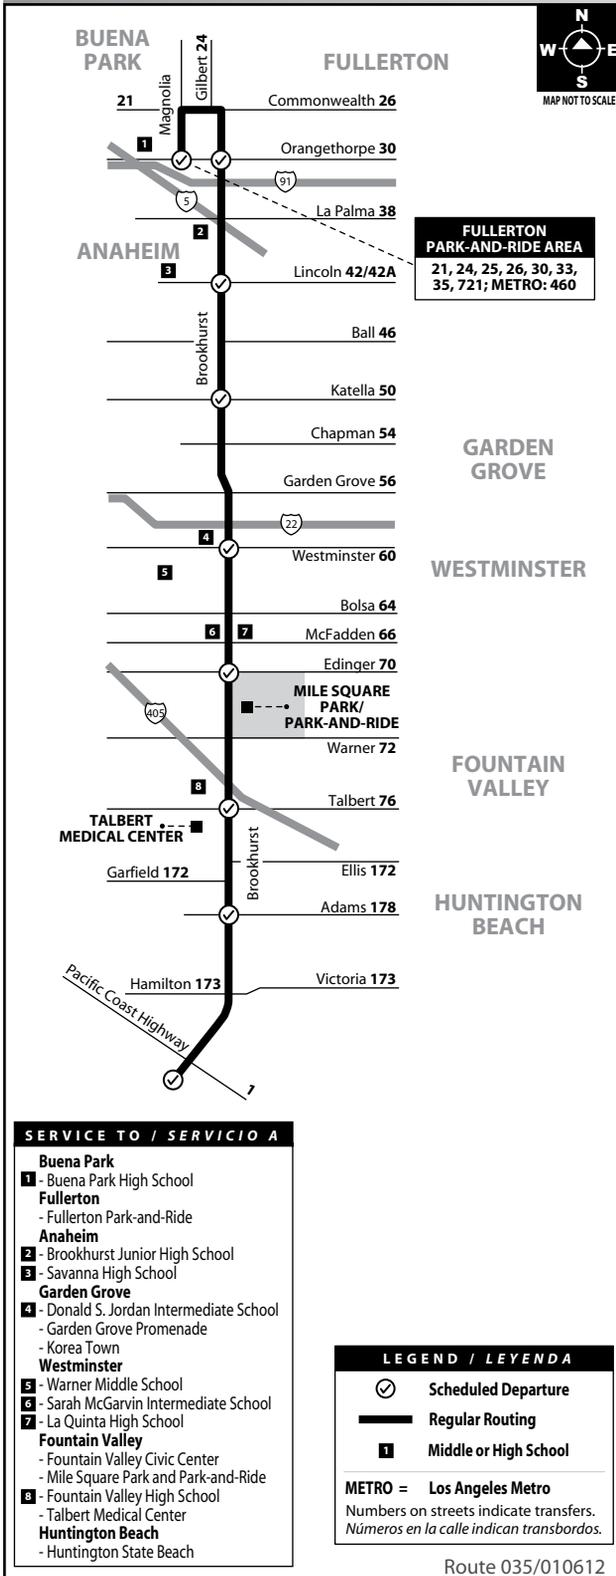 BUENA
PARK
Magnolia
Gilbert 24
FULLERTON
N
W
E
S
MAP NOT TO SCALE
21
Commonwealth 26
1
Orangethorpe 30
91
5
La Palma 38
2
ANAHEIM
FULLERTON
PARK-AND-RIDE AREA
21, 24, 25, 26, 30, 33,
35, 721; METRO: 460
3
Lincoln 42/42A
Brookhurst
Ball 46
Katella 50
Chapman 54
GARDEN
GROVE
Garden Grove 56
22
4
Westminster 60
5
WESTMINSTER
Bolsa 64
6
7
McFadden 66
Edinger 70
MILE SQUARE
PARK/
PARK-AND-RIDE
405
Warner 72
FOUNTAIN
VALLEY
8
Talbert 76
TALBERT
MEDICAL CENTER
Brookhurst
Garfield 172
Ellis 172
HUNTINGTON
BEACH
Adams 178
Pacific Coast Highway
Hamilton 173
Victoria 173
1
SERVICE TO / SERVICIO A
Buena Park
1 - Buena Park High School
Fullerton
- Fullerton Park-and-Ride
Anaheim
2 - Brookhurst Junior High School
3 - Savanna High School
Garden Grove
4 - Donald S. Jordan Intermediate School
- Garden Grove Promenade
- Korea Town
Westminster
5 - Warner Middle School
6 - Sarah McGarvin Intermediate School
7 - La Quinta High School
Fountain Valley
- Fountain Valley Civic Center
- Mile Square Park and Park-and-Ride
8 - Fountain Valley High School
- Talbert Medical Center
Huntington Beach
- Huntington State Beach
LEGEND / LEYENDA
Scheduled Departure
Regular Routing
1 Middle or High School
METRO = Los Angeles Metro
Numbers on streets indicate transfers.
Números en la calle indican transbordos.
Route 035/010612